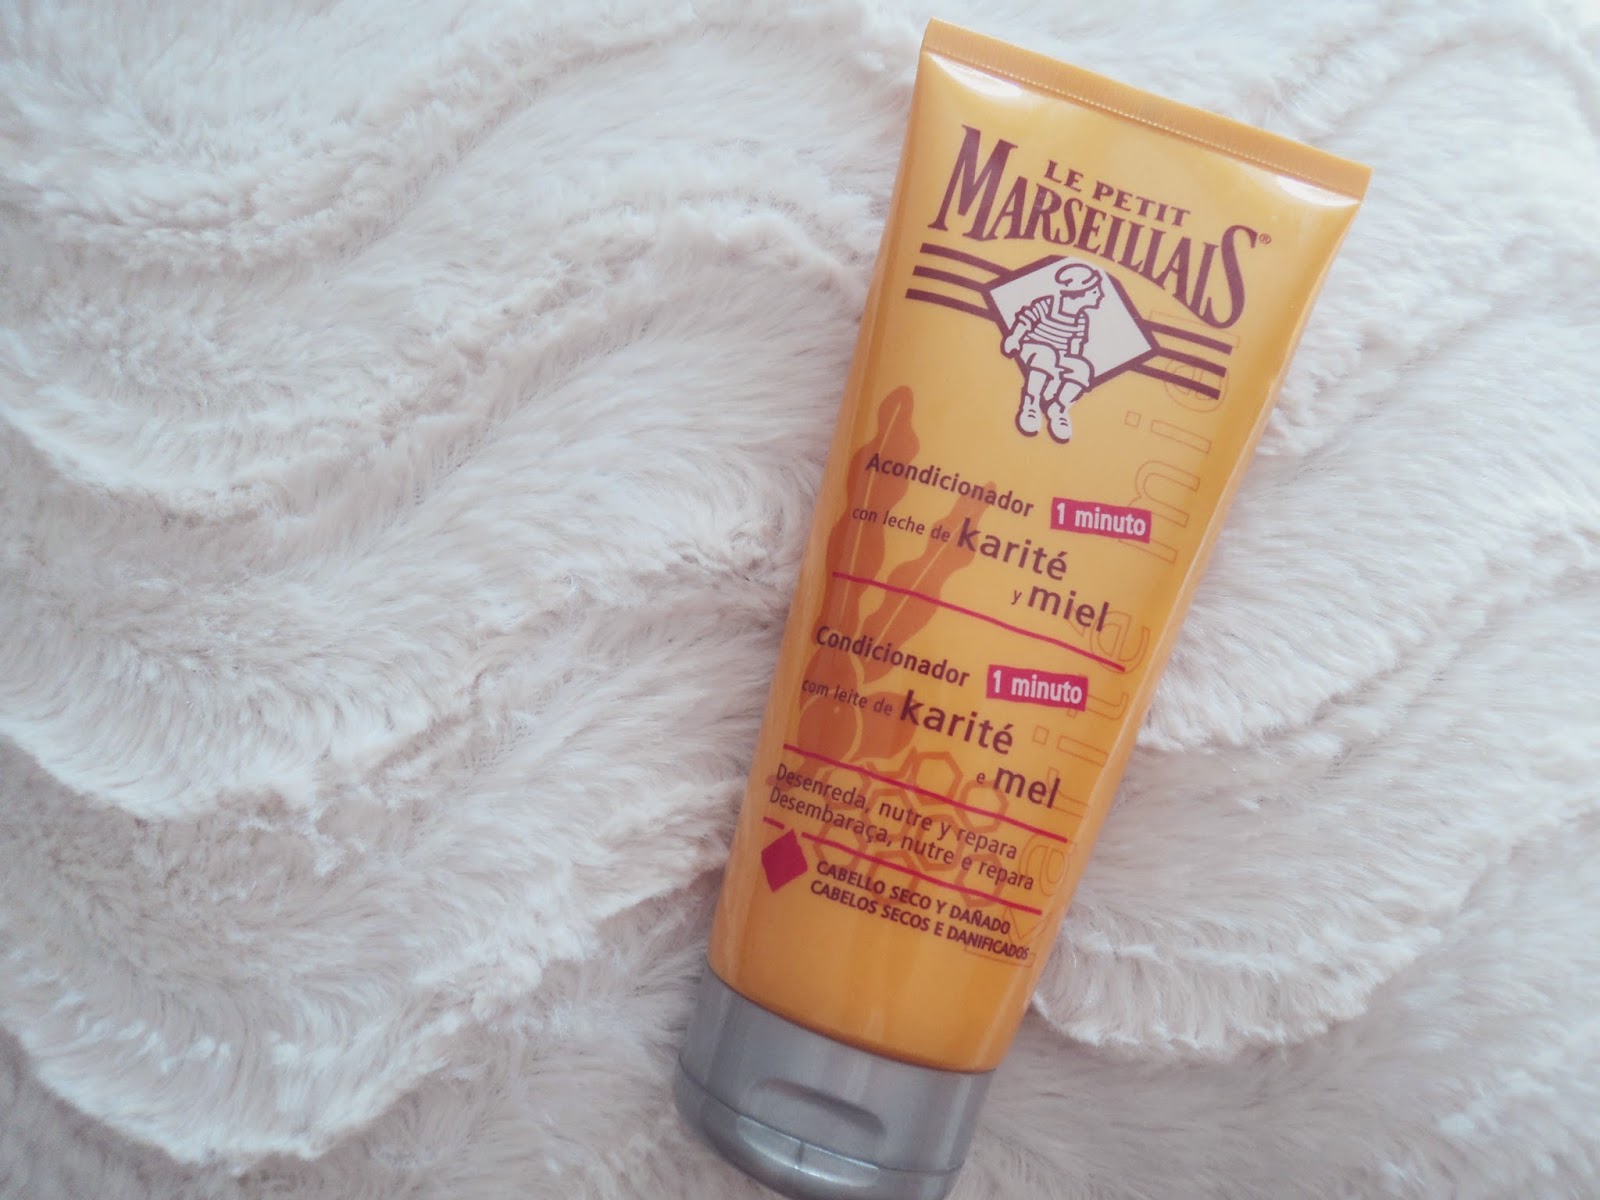 LE PETIT
MARSEILLAIS®
Acondicionador 1 minuto
con leche de karité
y miel
Condicionador 1 minuto
com leite de karité
e mel
Desenreda, nutre y repara
Desembaraça, nutre e repara
CABELLO SECO Y DAÑADO
CABELOS SECOS E DANIFICADOS